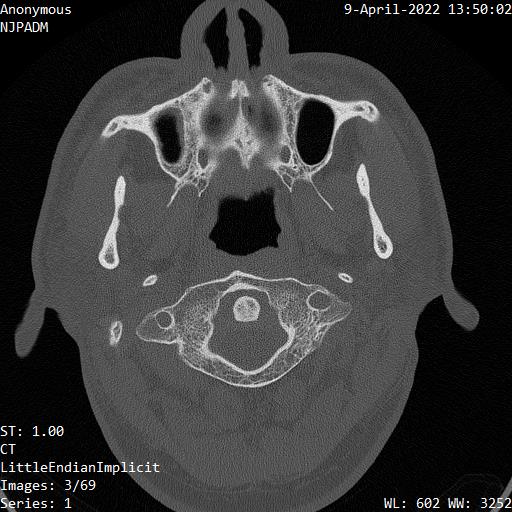 Anonymous
NJPADM
9-April-2022 13:50:02
ST: 1.00
CT
LittleEndianImplicit
Images: 3/69
Series: 1
WL: 602 WW: 3252